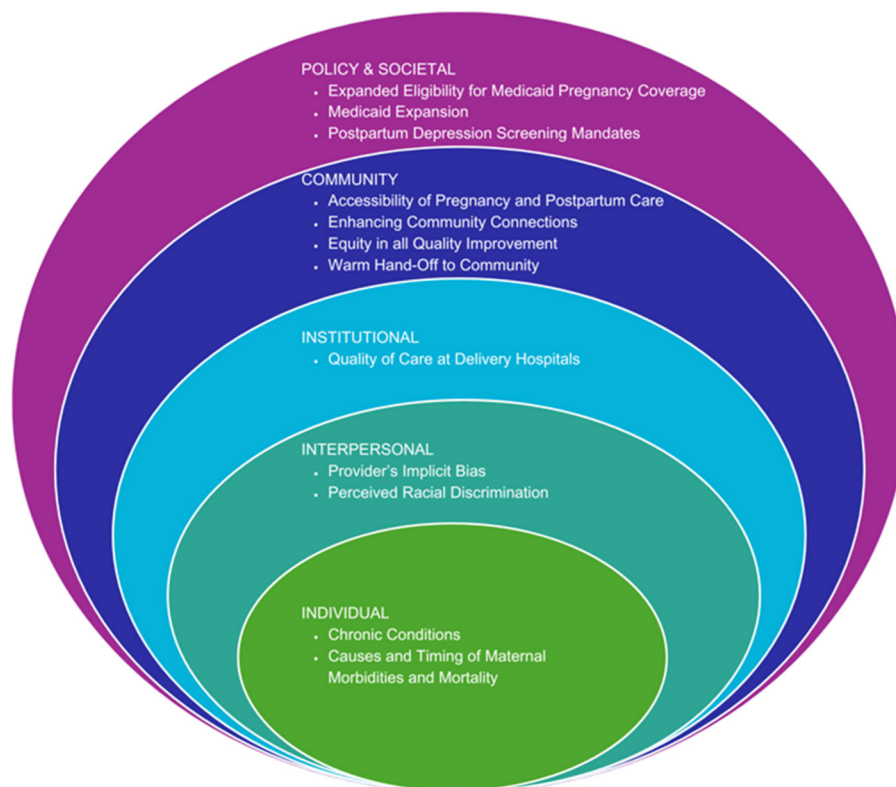 POLICY & SOCIETAL
• Expanded Eligibility for Medicaid Pregnancy Coverage
• Medicaid Expansion
• Postpartum Depression Screening Mandates
COMMUNITY
• Accessibility of Pregnancy and Postpartum Care
• Enhancing Community Connections
• Equity in all Quality Improvement
• Warm Hand-Off to Community
INSTITUTIONAL
• Quality of Care at Delivery Hospitals
INTERPERSONAL
• Provider's Implicit Bias
• Perceived Racial Discrimination
INDIVIDUAL
• Chronic Conditions
• Causes and Timing of Maternal
Morbidities and Mortality